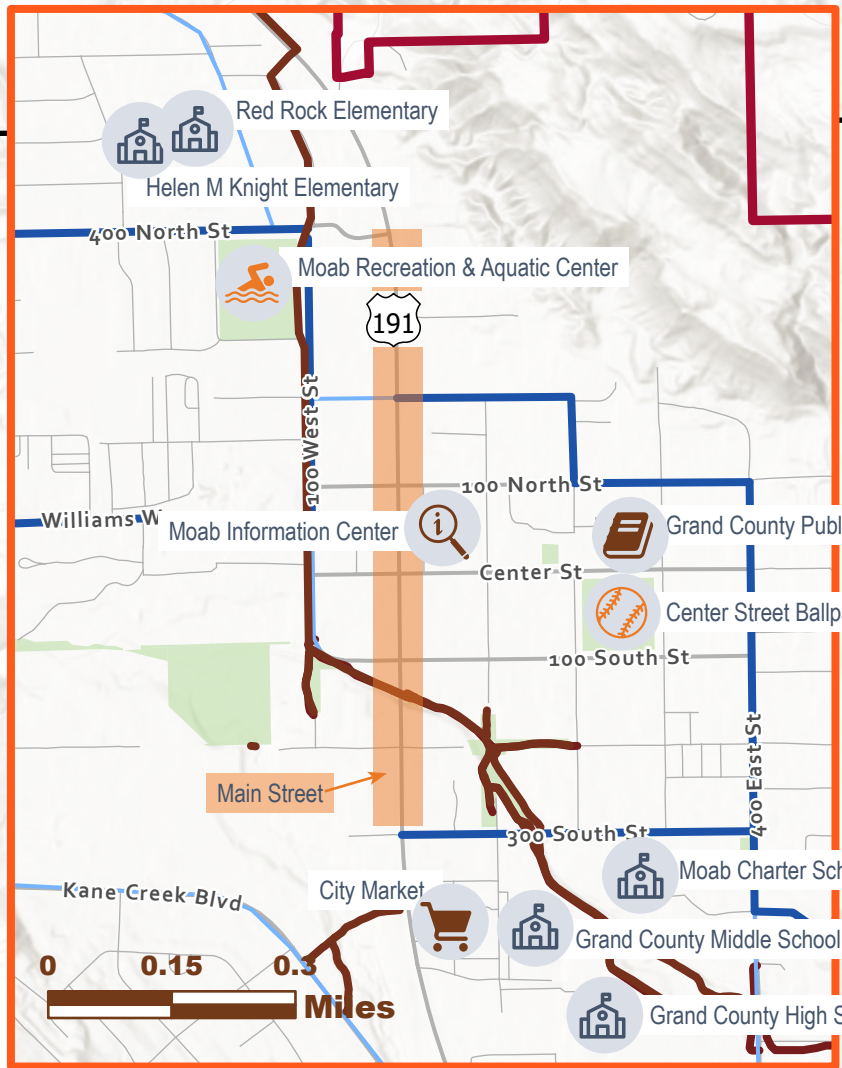 Red Rock Elementary
Helen M Knight Elementary
400 North St
Moab Recreation & Aquatic Center
191
100 West St
100 North St
Williams W
Moab Information Center
Grand County Publ
Center St
Center Street Ballp
100 South St
Main Street
400 East St
300 South St
Moab Charter Sch
Kane Creek Blvd
City Market
Grand County Middle School
0 0.15 0.3
Miles
Grand County High S